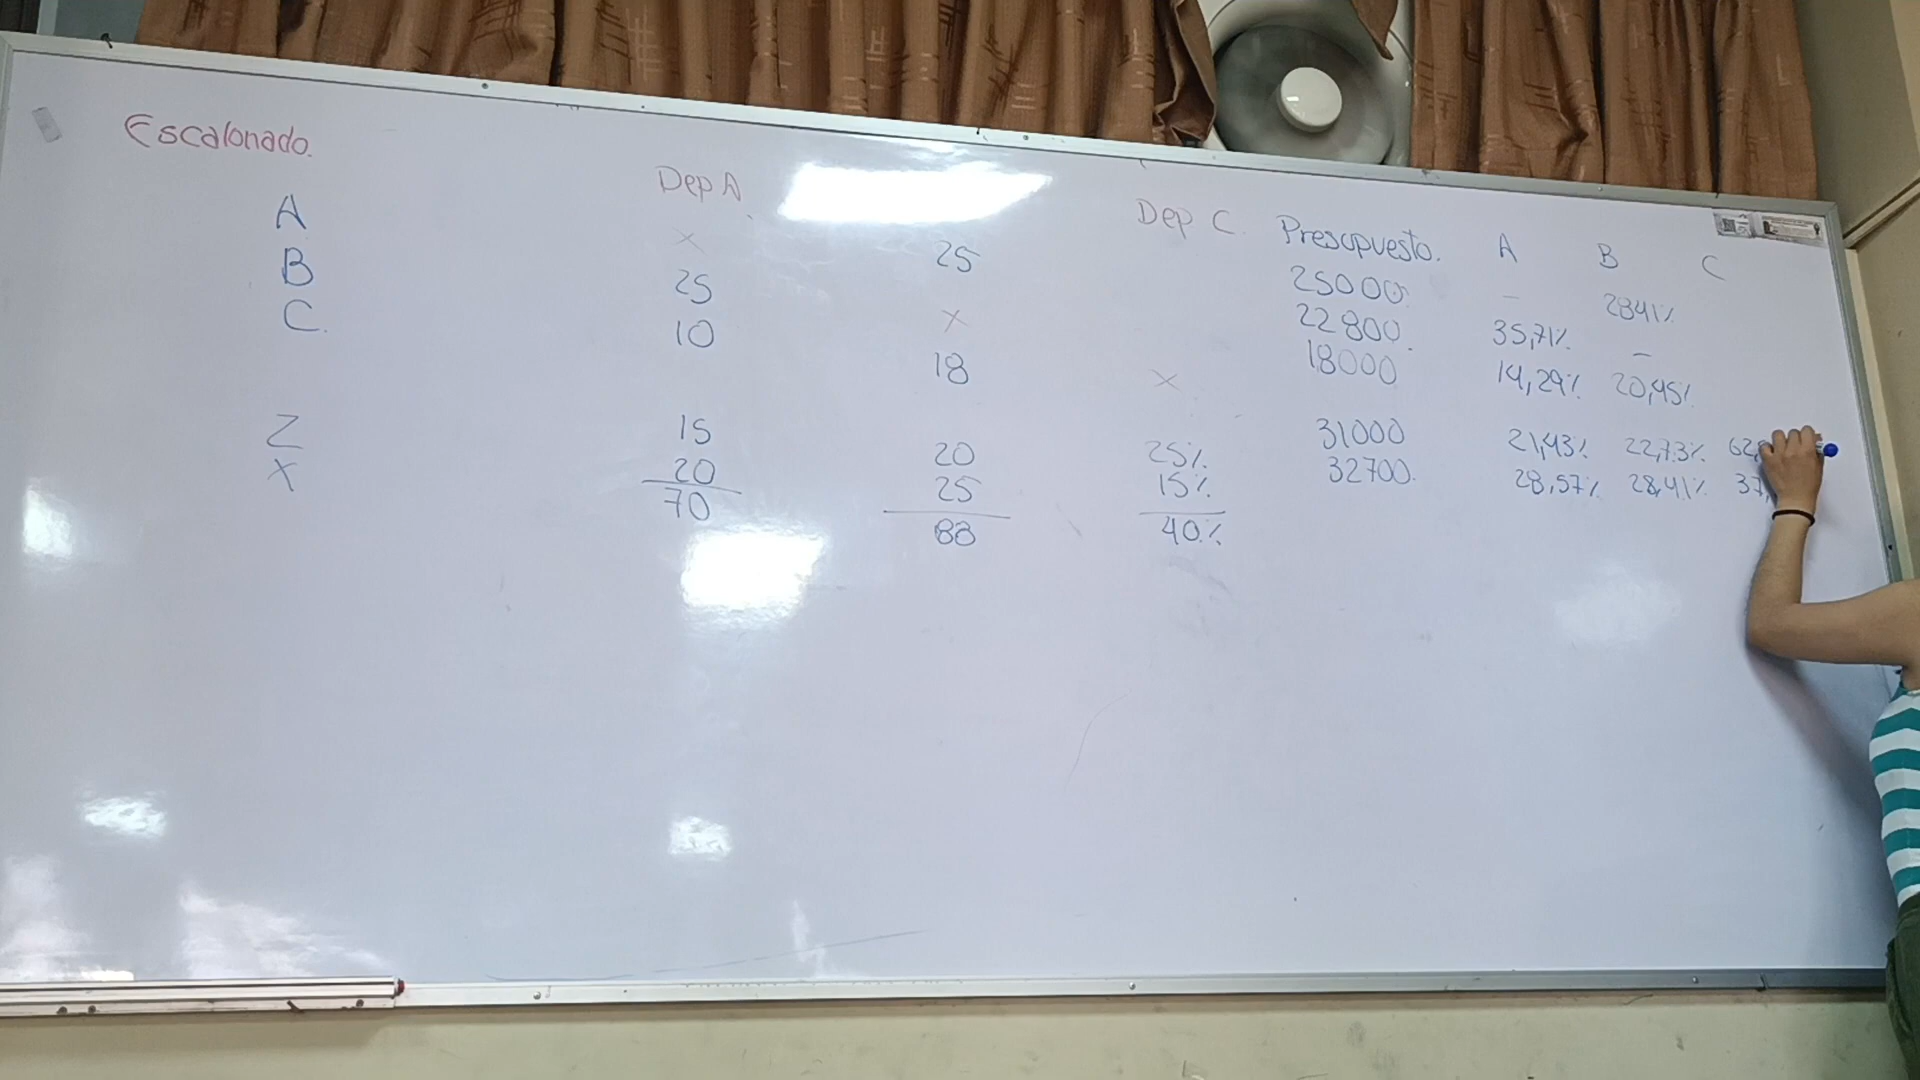 Escalonado.
Dep A. Dep C. Presupuesto. A B C
A x 25 25000 - 2841%
B 25 x 22800. 35,71% -
C. 10 18 x 18000 14,29% 20,45%
Z 15 20 25% 31000 21,43% 22,73% 62,
X 20 25 15% 32700. 28,57% 28,41% 37,
70 88 40%